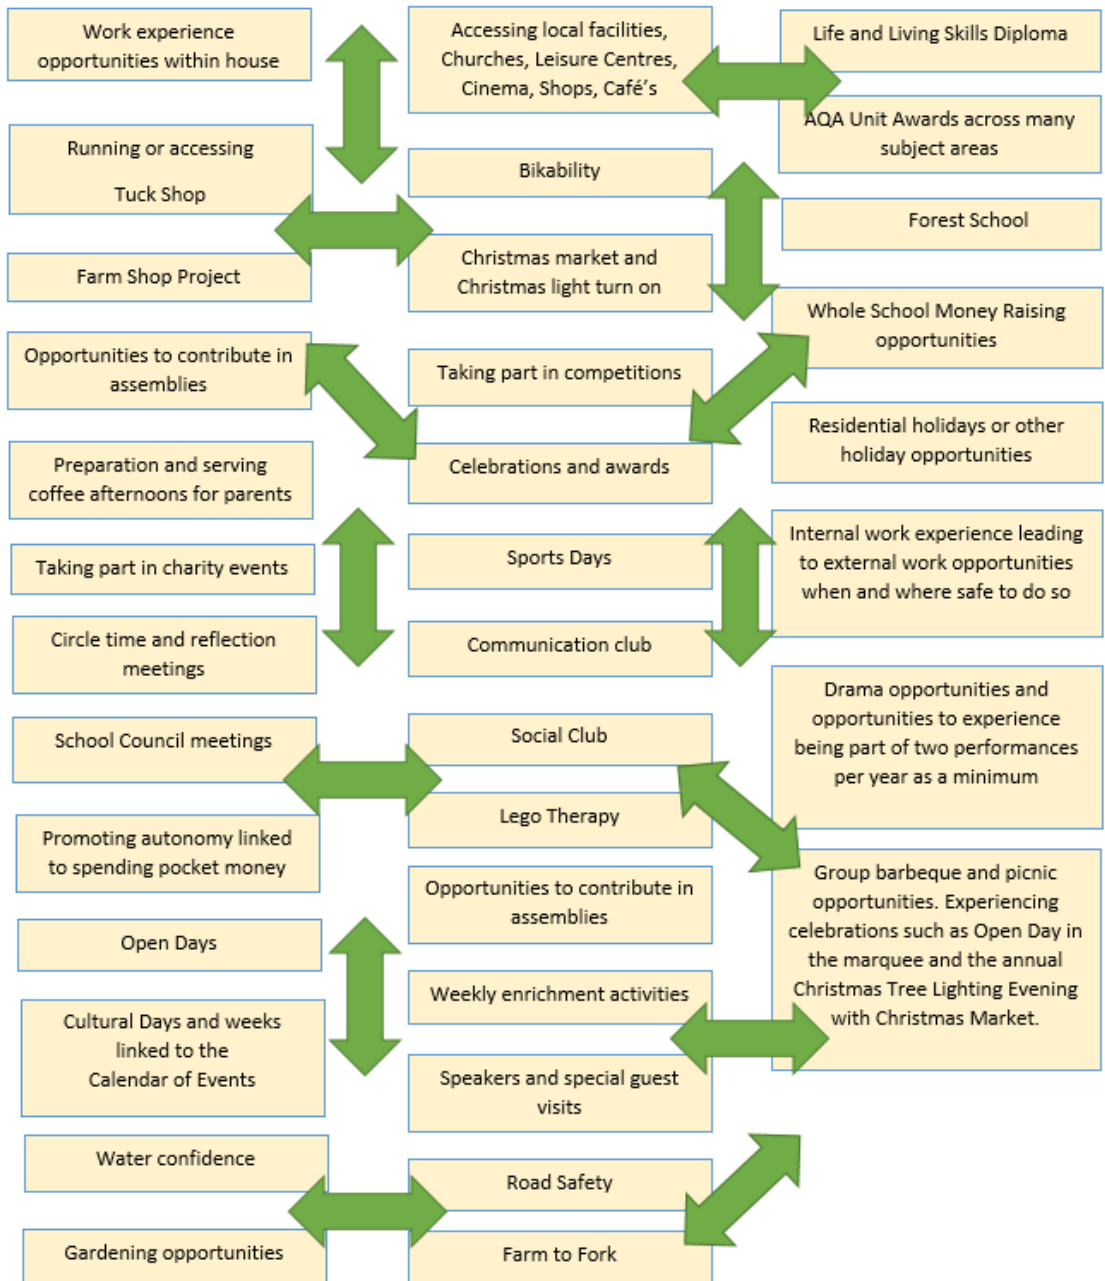 Work experience
opportunities within house
Running or accessing
Tuck Shop
Farm Shop Project
Opportunities to contribute in
assemblies
Preparation and serving
coffee afternoons for parents
Taking part in charity events
Circle time and reflection
meetings
School Council meetings
Promoting autonomy linked
to spending pocket money
Open Days
Cultural Days and weeks
linked to the
Calendar of Events
Water confidence
Gardening opportunities
Accessing local facilities,
Churches, Leisure Centres,
Cinema, Shops, Café's
Bikability
Christmas market and
Christmas light turn on
Taking part in competitions
Celebrations and awards
Sports Days
Communication club
Social Club
Lego Therapy
Opportunities to contribute in
assemblies
Weekly enrichment activities
Speakers and special guest
visits
Road Safety
Farm to Fork
Life and Living Skills Diploma
AQA Unit Awards across many
subject areas
Forest School
Whole School Money Raising
opportunities
Residential holidays or other
holiday opportunities
Internal work experience leading
to external work opportunities
when and where safe to do so
Drama opportunities and
opportunities to experience
being part of two performances
per year as a minimum
Group barbeque and picnic
opportunities. Experiencing
celebrations such as Open Day in
the marquee and the annual
Christmas Tree Lighting Evening
with Christmas Market.